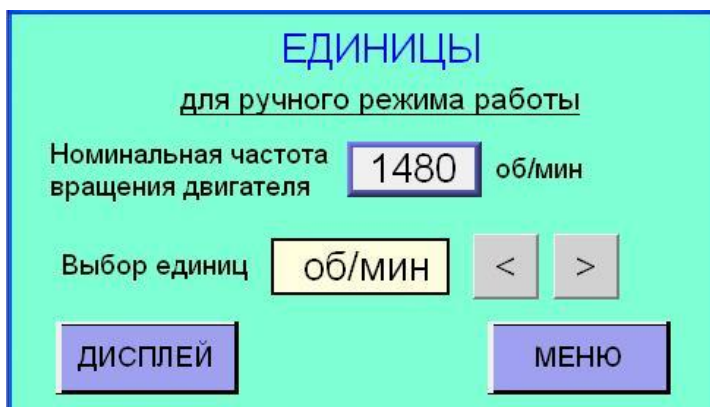 ЕДИНИЦЫ
для ручного режима работы
Номинальная частота
вращения двигателя
1480 об/мин
Выбор единиц об/мин < >
ДИСПЛЕЙ МЕНЮ